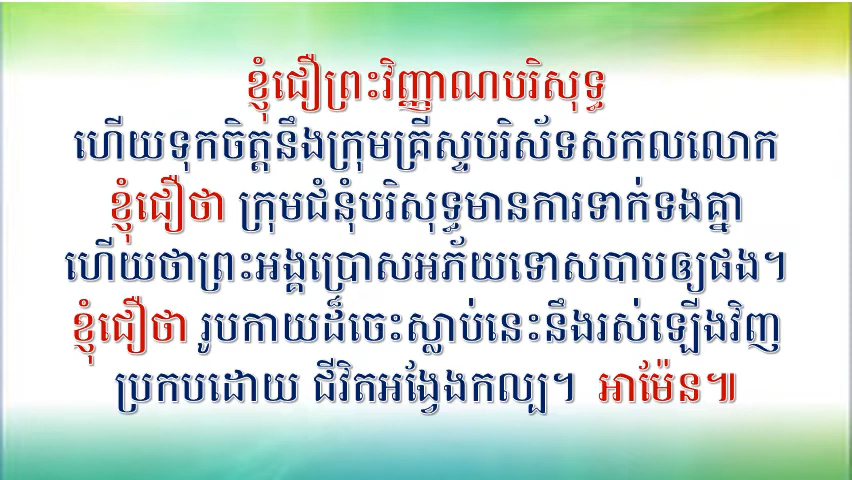 ខ្ញុំជឿព្រះវិញ្ញាណបរិសុទ្ធ
ហើយទុកចិត្តនឹងក្រុមគ្រីស្ទបរិស័ទសកលលោក
ខ្ញុំជឿថា ក្រុមជំនុំបរិសុទ្ធមានការទាក់ទងគ្នា
ហើយថាព្រះអង្គប្រោសអភ័យទោសបាបឲ្យផង។
ខ្ញុំជឿថា រូបកាយដ៏ចេះស្លាប់នេះនឹងរស់ឡើងវិញ
ប្រកបដោយ ជីវិតអង្វែងកល្ប។ អាម៉ែន៕